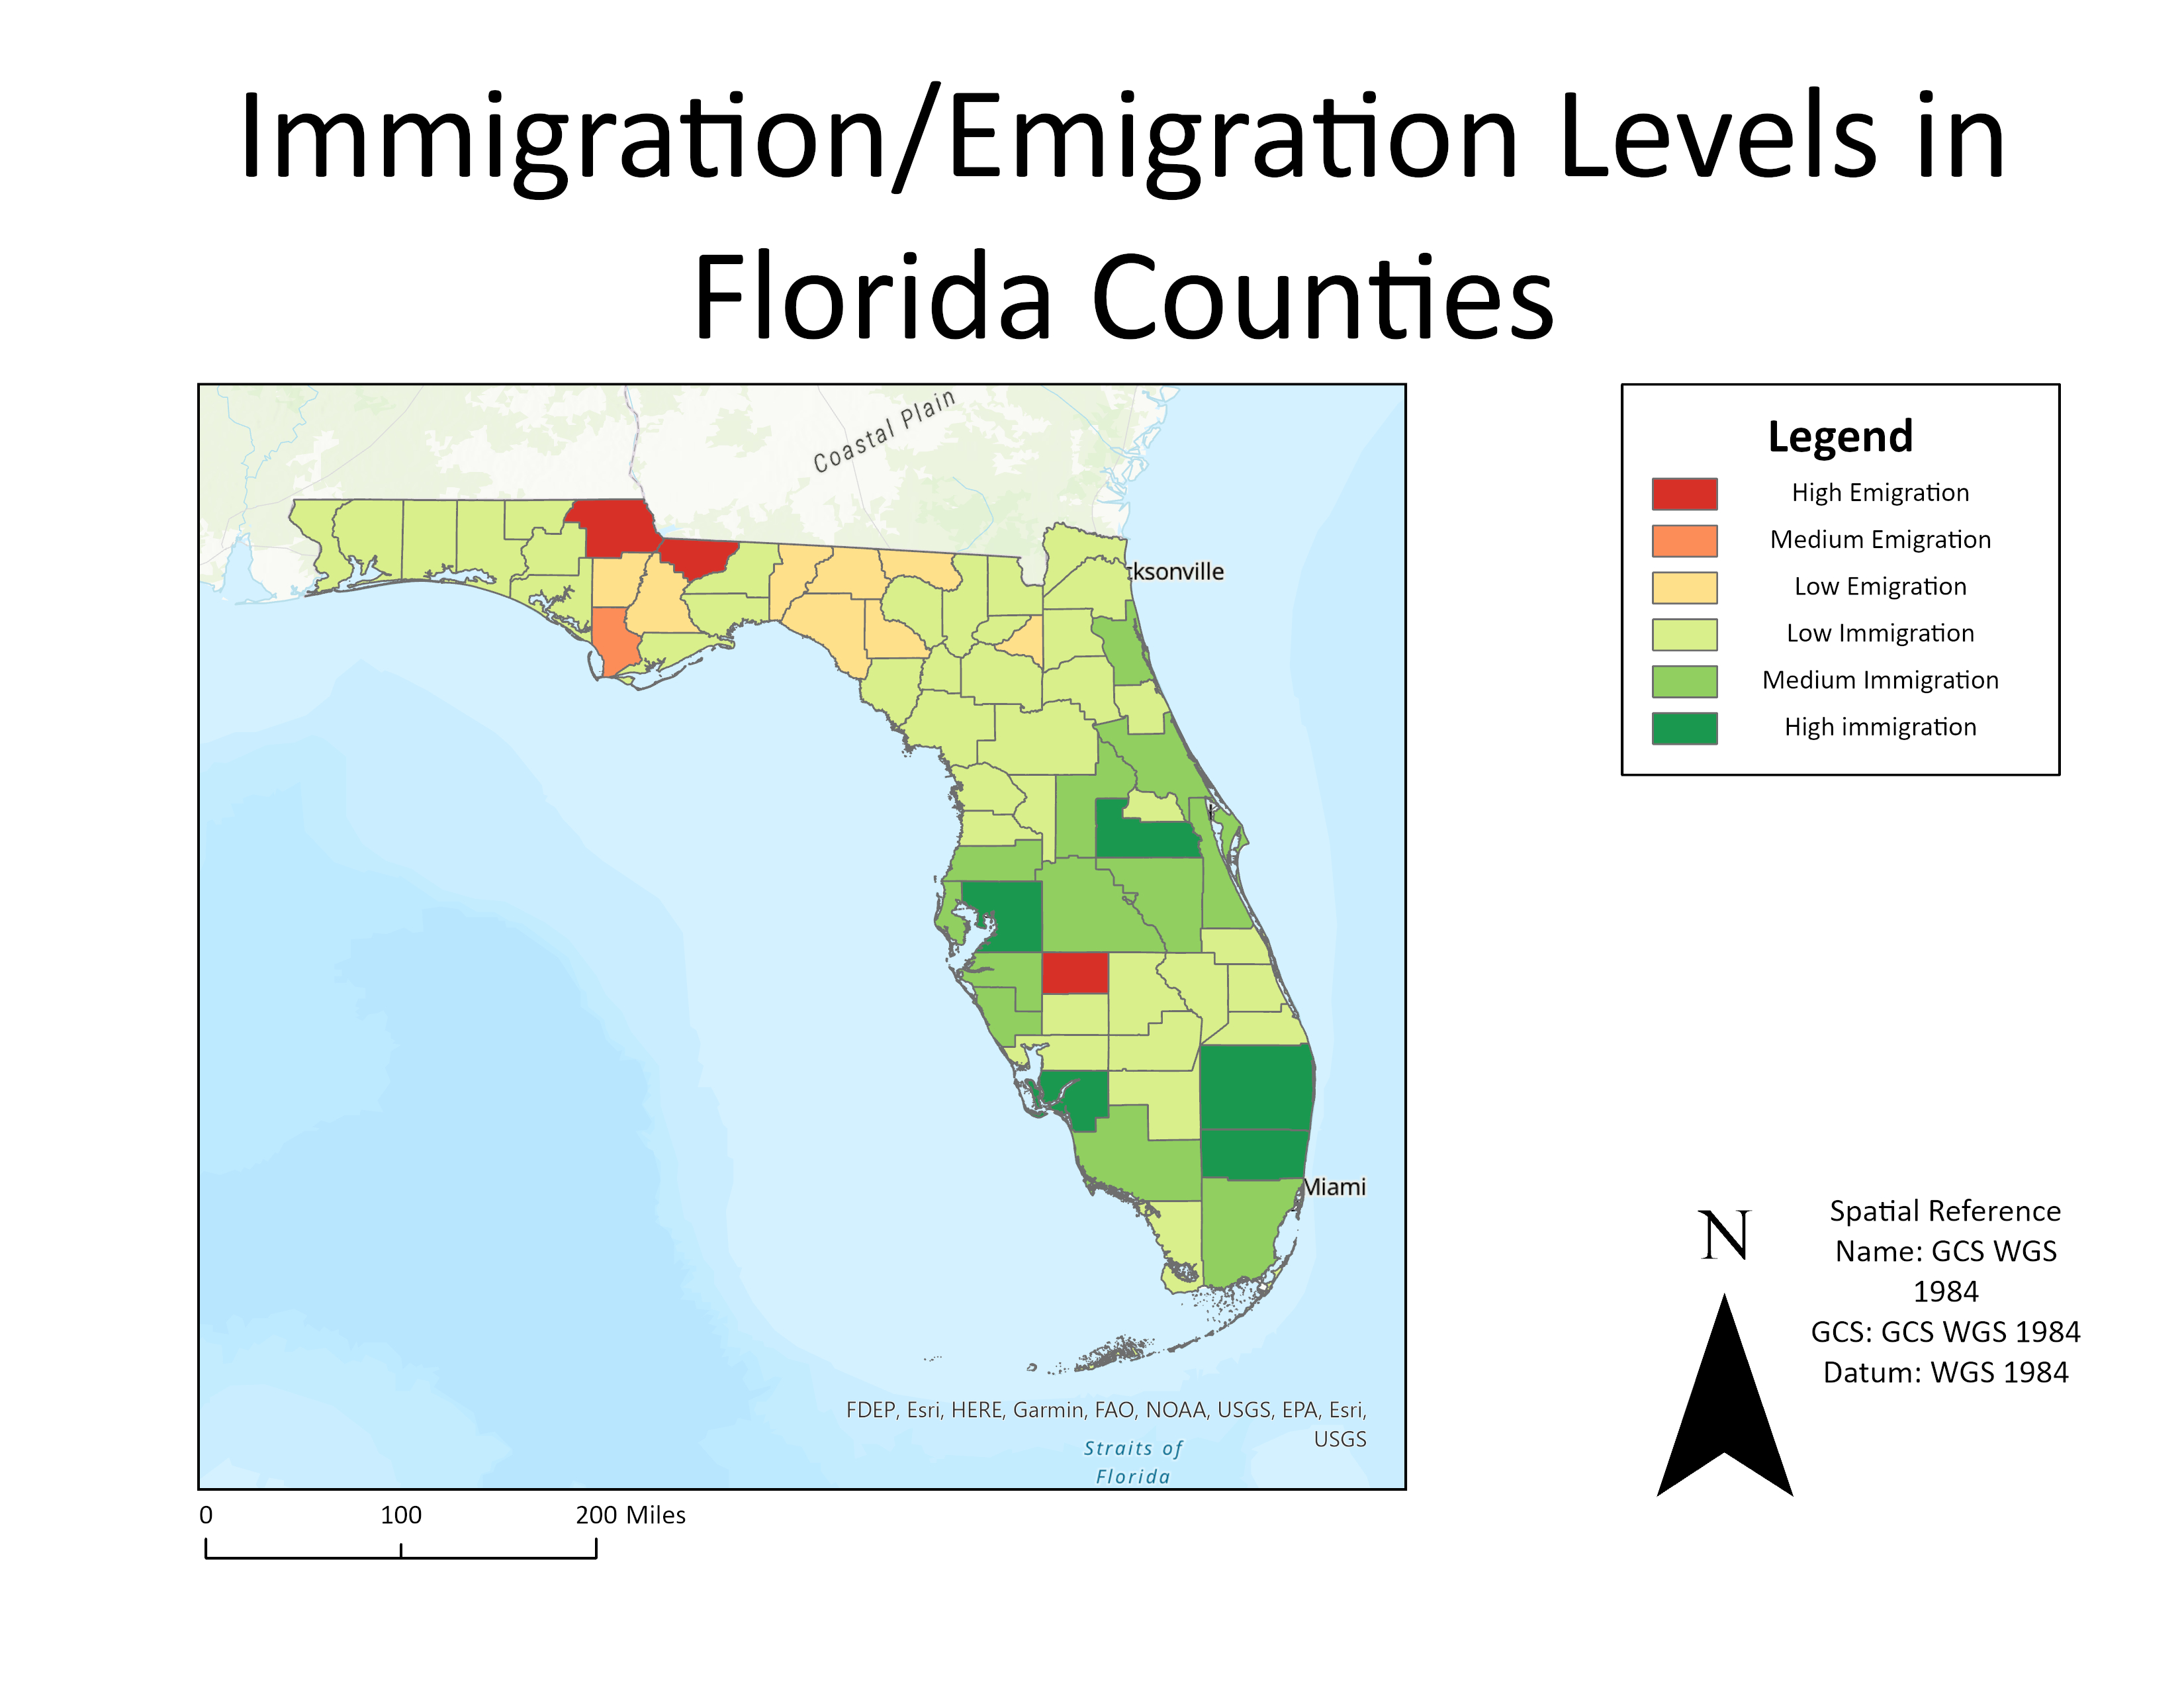 Immigration/Emigration Levels in
Florida Counties
Coastal Plain
cksonville
Miami
FDEP, Esri, HERE, Garmin, FAO, NOAA, USGS, EPA, Esri,
USGS
Straits of
Florida
0 100 200 Miles
Legend
High Emigration
Medium Emigration
Low Emigration
Low Immigration
Medium Immigration
High immigration
N
Spatial Reference
Name: GCS WGS
1984
GCS: GCS WGS 1984
Datum: WGS 1984